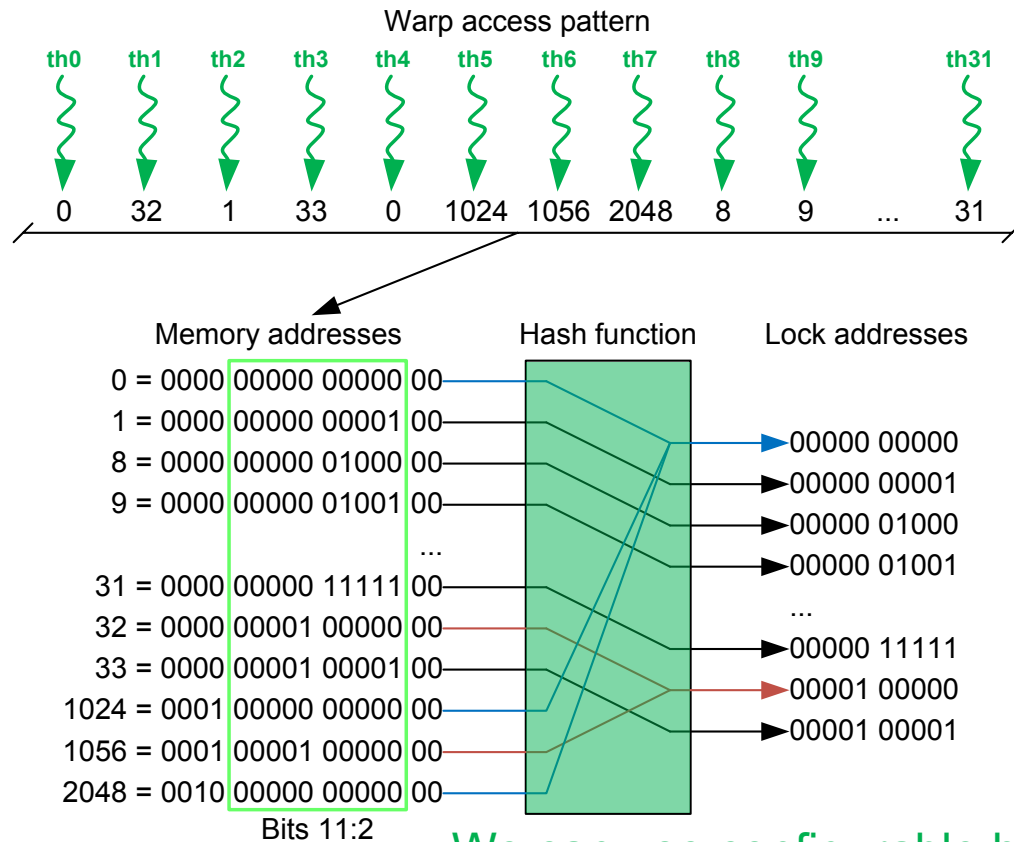 Warp access pattern
th0 th1 th2 th3 th4 th5 th6 th7 th8 th9 th31
0 32 1 33 0 1024 1056 2048 8 9 ... 31
Memory addresses Hash function Lock addresses
0 = 0000 00000 00000 00
1 = 0000 00000 00001 00
8 = 0000 00000 01000 00
9 = 0000 00000 01001 00
...
31 = 0000 00000 11111 00
32 = 0000 00001 00000 00
33 = 0000 00001 00001 00
1024 = 0001 00000 00000 00
1056 = 0001 00001 00000 00
2048 = 0010 00000 00000 00
Bits 11:2
00000 00000
00000 00001
00000 01000
00000 01001
...
00000 11111
00001 00000
00001 00001